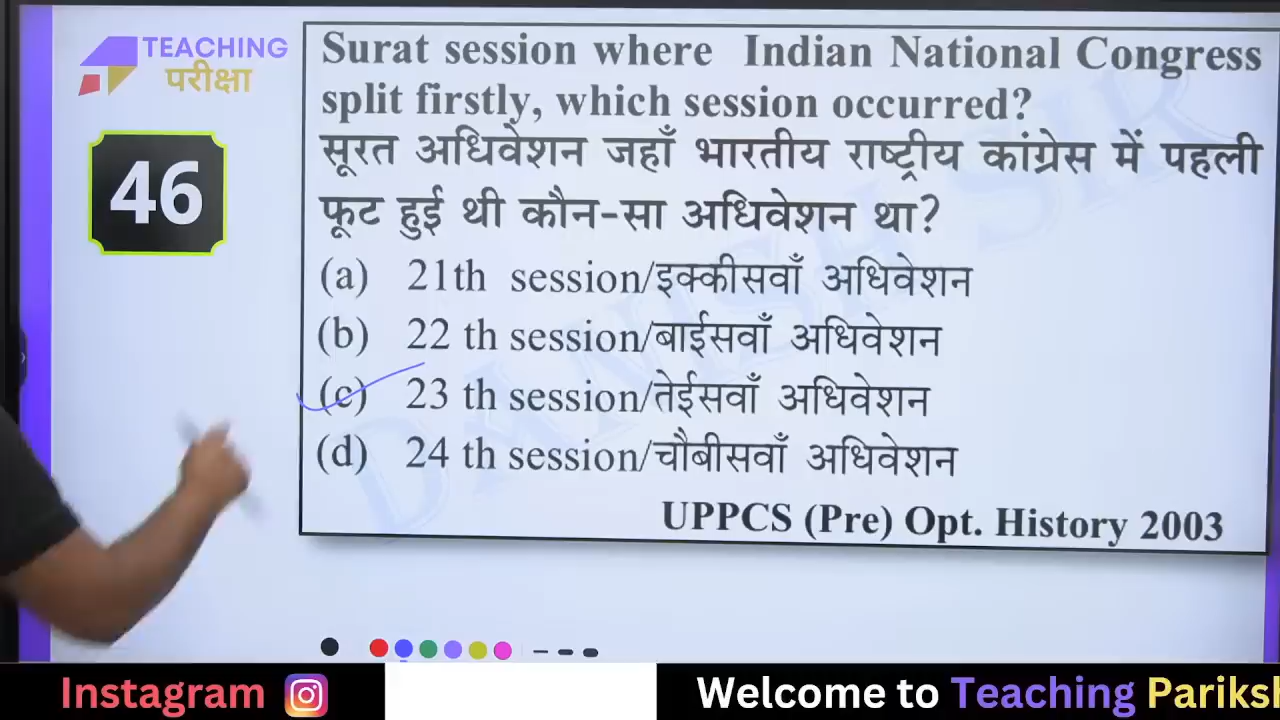 TEACHING
परीक्षा
46
Surat session where Indian National Congress
split firstly, which session occurred?
सूरत अधिवेशन जहाँ भारतीय राष्ट्रीय कांग्रेस में पहली
फूट हुई थी कौन-सा अधिवेशन था?
(a) 21th session/इक्कीसवाँ अधिवेशन
(b) 22 th session/बाईसवाँ अधिवेशन
(c) 23 th session/तेईसवाँ अधिवेशन
(d) 24 th session/चौबीसवाँ अधिवेशन
UPPCS (Pre) Opt. History 2003
DANISH SIR
Instagram
Welcome to Teaching Pariksh